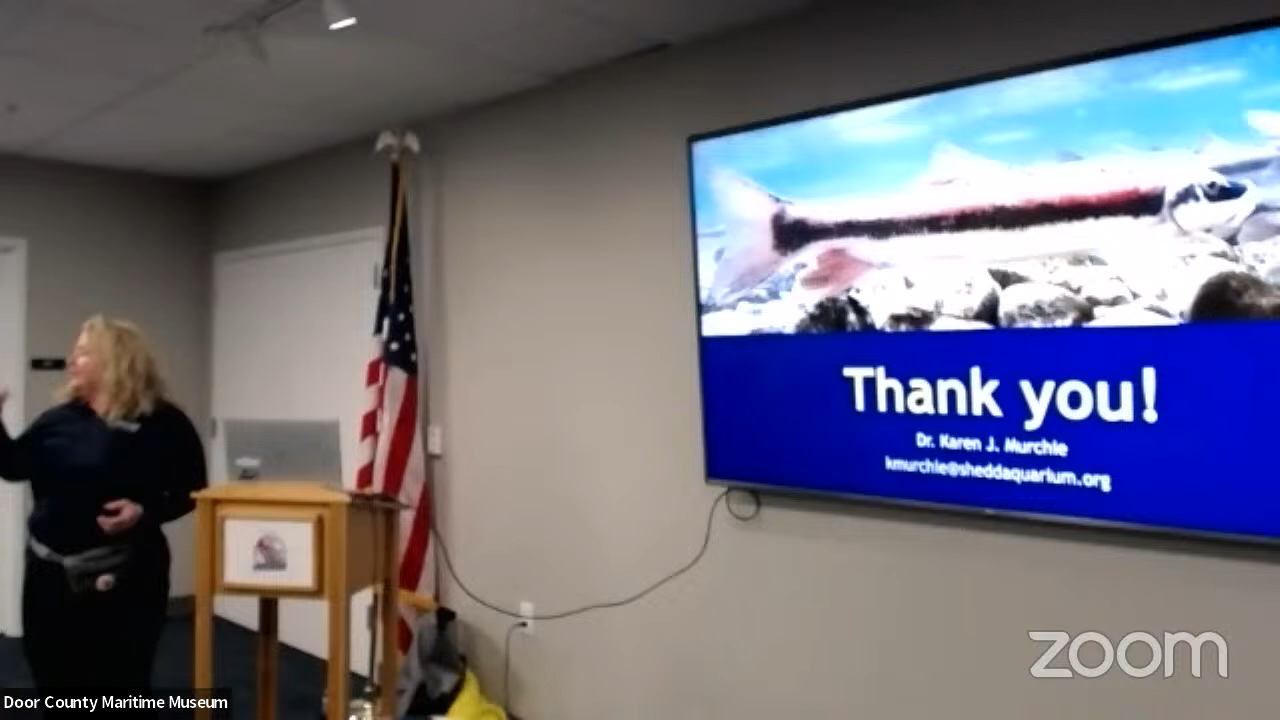 Thank you!
Dr. Karen J. Murchie
kmurchie@sheddaquarium.org
zoom
Door County Maritime Museum